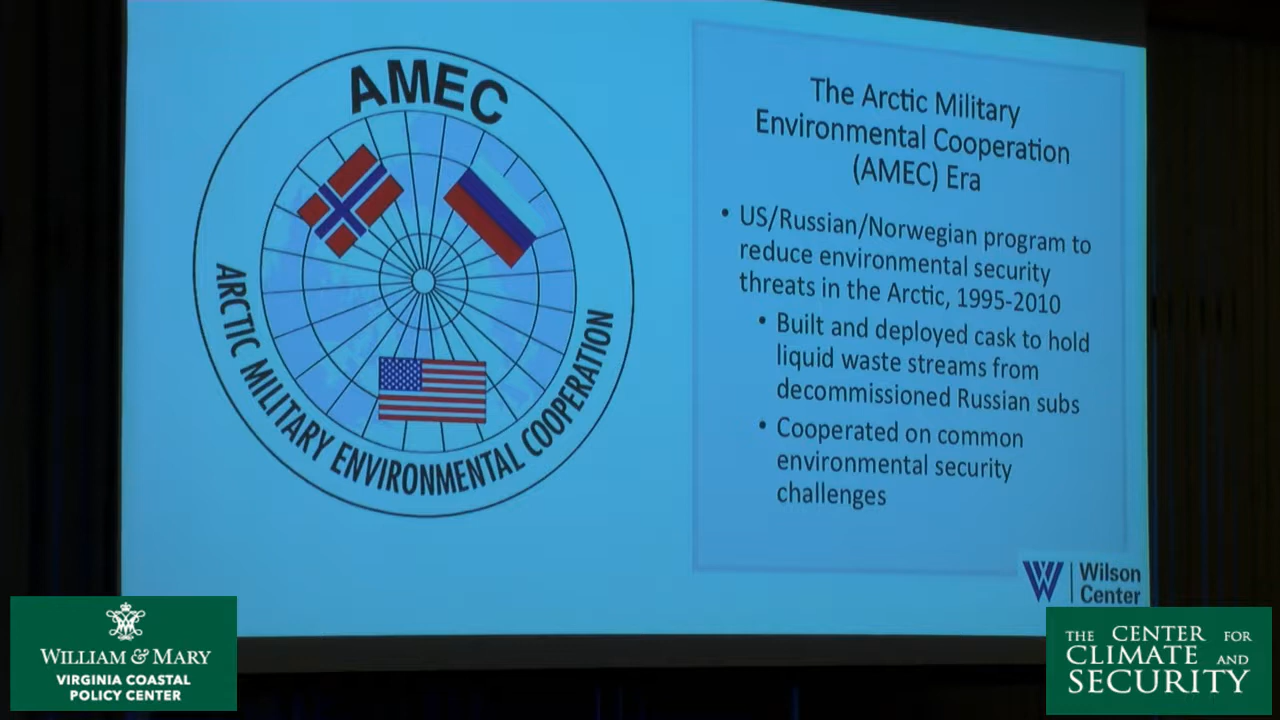 AMEC
ARCTIC MILITARY ENVIRONMENTAL COOPERATION
The Arctic Military
Environmental Cooperation
(AMEC) Era
• US/Russian/Norwegian program to
reduce environmental security
threats in the Arctic, 1995-2010
• Built and deployed cask to hold
liquid waste streams from
decommissioned Russian subs
• Cooperated on common
environmental security
challenges
W | Wilson
Center
WILLIAM & MARY
VIRGINIA COASTAL
POLICY CENTER
THE CENTER FOR
CLIMATE AND
SECURITY